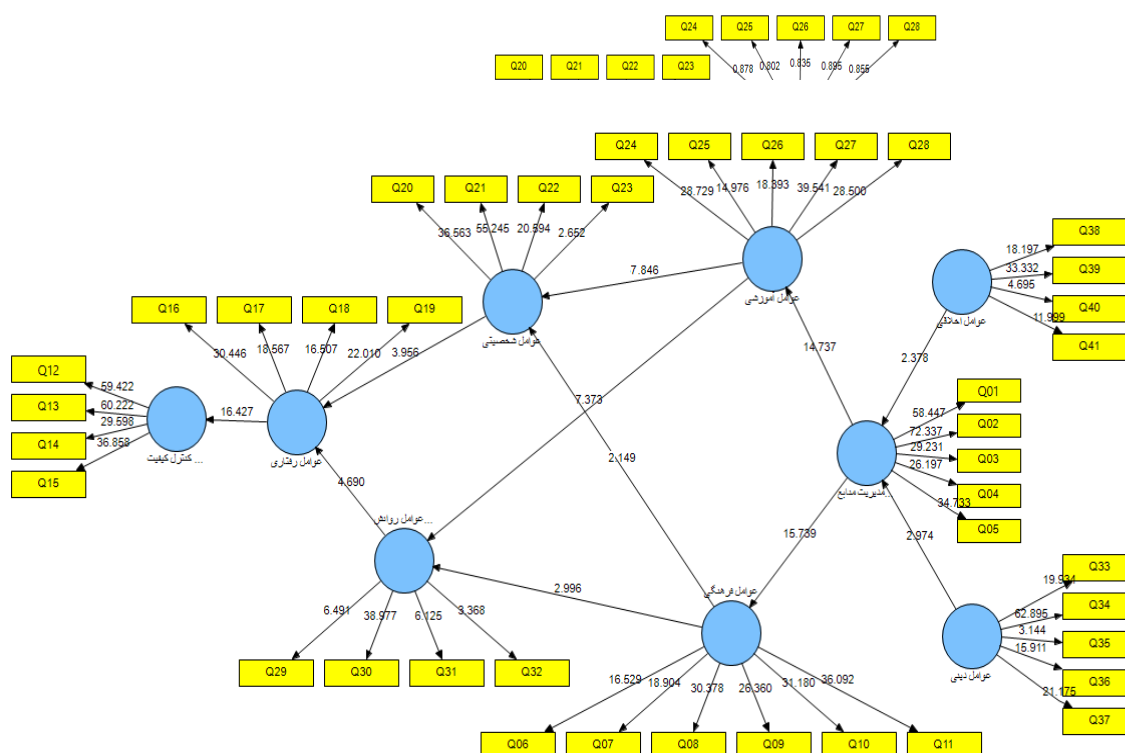 Q24 Q25 Q26 Q27 Q28
0.878 0.802 0.835 0.895 0.855
Q20 Q21 Q22 Q23
Q24 Q25 Q26 Q27 Q28
28.729 14.976 18.393 39.541 28.500
Q20 Q21 Q22 Q23
36.563 55.245 20.594 2.652
Q38
18.197
Q39
33.332
Q40
4.695
Q41
11.999
7.846
عوامل آموزشی
عوامل اخلاقی
Q16 Q17 Q18 Q19
30.446 18.567 16.507 22.010
عوامل شخصیتی
3.956
14.737
2.378
Q12
59.422
Q13
60.222
Q14
29.598
Q15
36.858
16.427
عوامل رفتاری
کنترل کیفیت ...
7.373
2.149
Q01
58.447
Q02
72.337
Q03
29.231
Q04
26.197
Q05
34.733
مدیریت منابع...
4.690
15.739
2.974
عوامل روانش...
2.996
عوامل فرهنگی
Q33
19.934
Q34
62.895
Q35
3.144
Q36
15.911
Q37
21.175
عوامل دینی
6.491 38.977 6.125 3.368
Q29 Q30 Q31 Q32
16.529 18.904 30.378 26.360 31.180 36.092
Q06 Q07 Q08 Q09 Q10 Q11